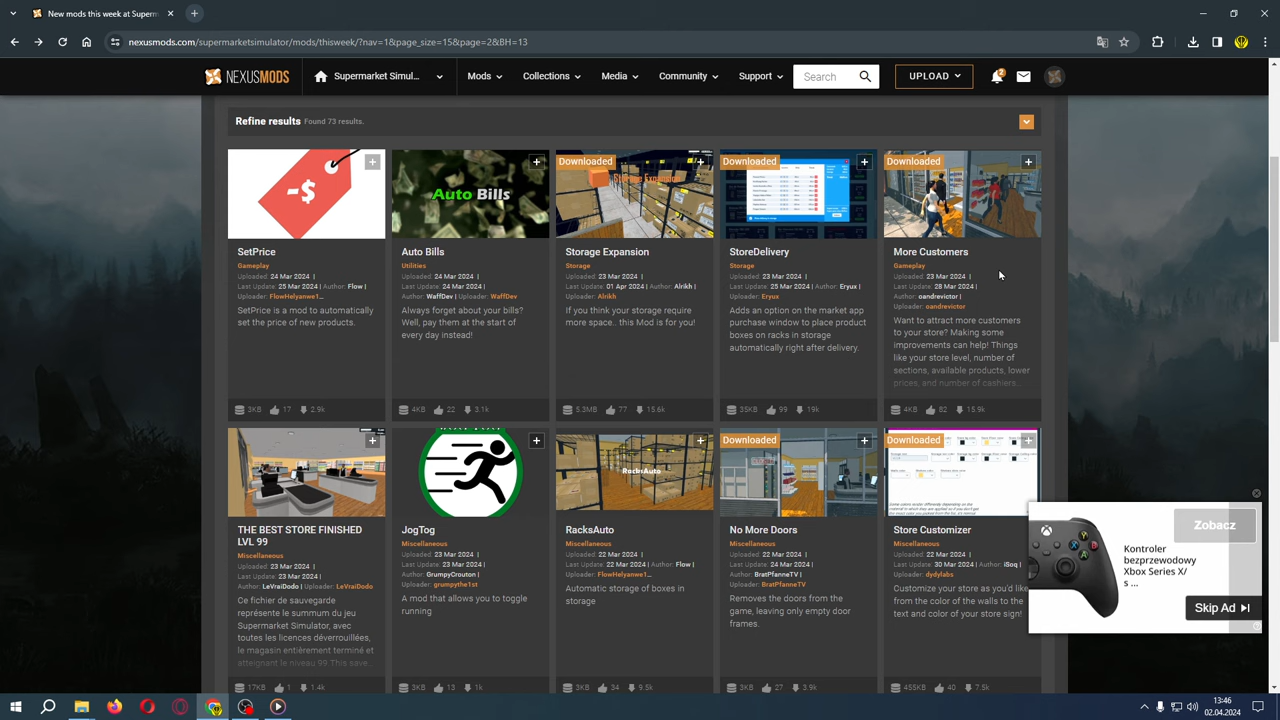 New mods this week at Superm
nexusmods.com/supermarketsimulator/mods/thisweek/?nav=1&page_size=15&page=2&BH=13
NEXUSMODS
Supermarket Simul...
Mods
Collections
Media
Community
Support
Search
UPLOAD
2
Refine results Found 73 results.
-$
SetPrice
Gameplay
Uploaded: 24 Mar 2024 |
Last Update: 25 Mar 2024 | Author: Flow |
Uploader: FlowHelyanwe1...
SetPrice is a mod to automatically
set the price of new products.
3KB 17 2.9k
Auto Bills
Auto Bills
Utilities
Uploaded: 24 Mar 2024 |
Last Update: 24 Mar 2024 |
Author: WaffDev | Uploader: WaffDev
Always forget about your bills?
Well, pay them at the start of
every day instead!
4KB 22 3.1k
Downloaded
Storage Expansion
Storage Expansion
Storage
Uploaded: 23 Mar 2024 |
Last Update: 01 Apr 2024 | Author: Alrikh |
Uploader: Alrikh
If you think your storage require
more space.. this Mod is for you!
5.3MB 77 15.6k
Downloaded
StoreDelivery
Storage
Uploaded: 23 Mar 2024 |
Last Update: 25 Mar 2024 | Author: Eryux |
Uploader: Eryux
Adds an option on the market app
purchase window to place product
boxes on racks in storage
automatically right after delivery.
35KB 99 19k
Downloaded
More Customers
Gameplay
Uploaded: 23 Mar 2024 |
Last Update: 28 Mar 2024 |
Author: oandrevictor |
Uploader: oandrevictor
Want to attract more customers
to your store? Making some
improvements can help! Things
like your store level, number of
sections, available products, lower
prices, and number of cashiers...
4KB 82 15.9k
THE BEST STORE FINISHED
LVL 99
Miscellaneous
Uploaded: 23 Mar 2024 |
Last Update: 23 Mar 2024 |
Author: LeVraiDodo | Uploader: LeVraiDodo
Ce fichier de sauvegarde
représente le summum du jeu
Supermarket Simulator, avec
toutes les licences déverrouillées,
le magasin entièrement terminé et
atteignant le niveau 99.This save...
17KB 1 1.4k
JogTog
Miscellaneous
Uploaded: 23 Mar 2024 |
Last Update: 23 Mar 2024 |
Author: GrumpyCrouton |
Uploader: grumpythe1st
A mod that allows you to toggle
running
3KB 13 1k
RacksAuto
RacksAuto
Miscellaneous
Uploaded: 22 Mar 2024 |
Last Update: 22 Mar 2024 | Author: Flow |
Uploader: FlowHelyanwe1...
Automatic storage of boxes in
storage
3KB 34 9.5k
Downloaded
No More Doors
Miscellaneous
Uploaded: 22 Mar 2024 |
Last Update: 24 Mar 2024 |
Author: BratPfanneTV |
Uploader: BratPfanneTV
Removes the doors from the
game, leaving only empty door
frames.
3KB 27 3.9k
Downloaded
Store Customizer
Miscellaneous
Uploaded: 22 Mar 2024 |
Last Update: 30 Mar 2024 | Author: iSoq |
Uploader: dydylabs
Customize your store as you'd like
from the color of the walls to the
text and color of your store sign!
455KB 40 7.5k
Zobacz
Kontroler
bezprzewodowy
Xbox Series X/
s ...
Skip Ad
13:46
02.04.2024